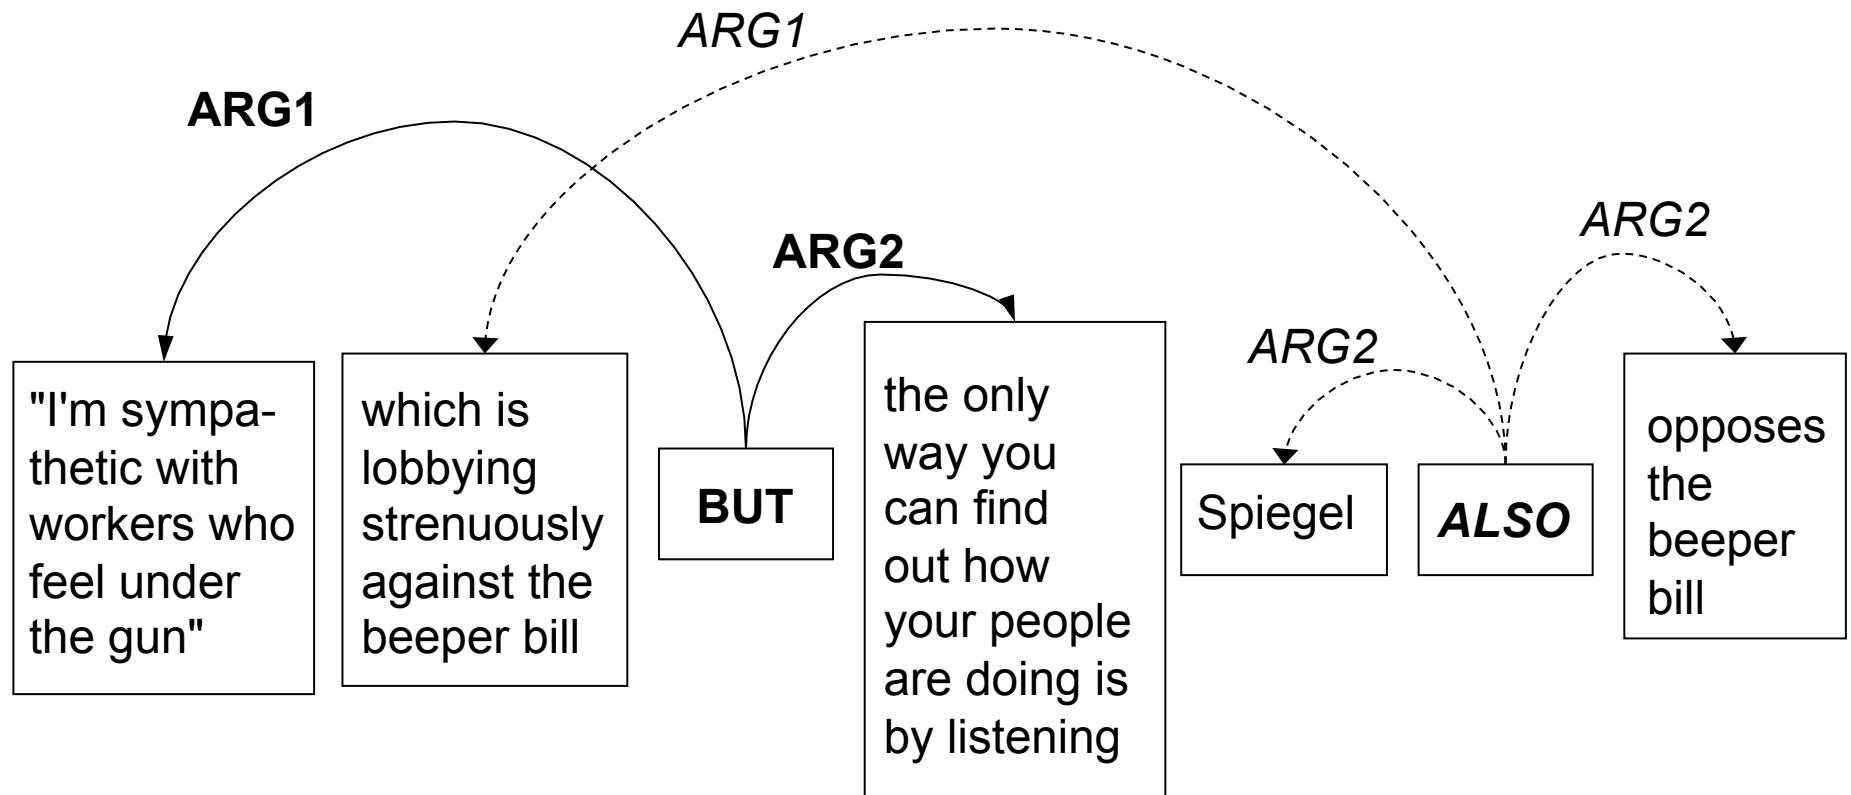 ARG1
ARG1
ARG2
ARG2
ARG2
"I'm sympa-
thetic with
workers who
feel under
the gun"
which is
lobbying
strenuously
against the
beeper bill
BUT
the only
way you
can find
out how
your people
are doing is
by listening
Spiegel
ALSO
opposes
the
beeper
bill